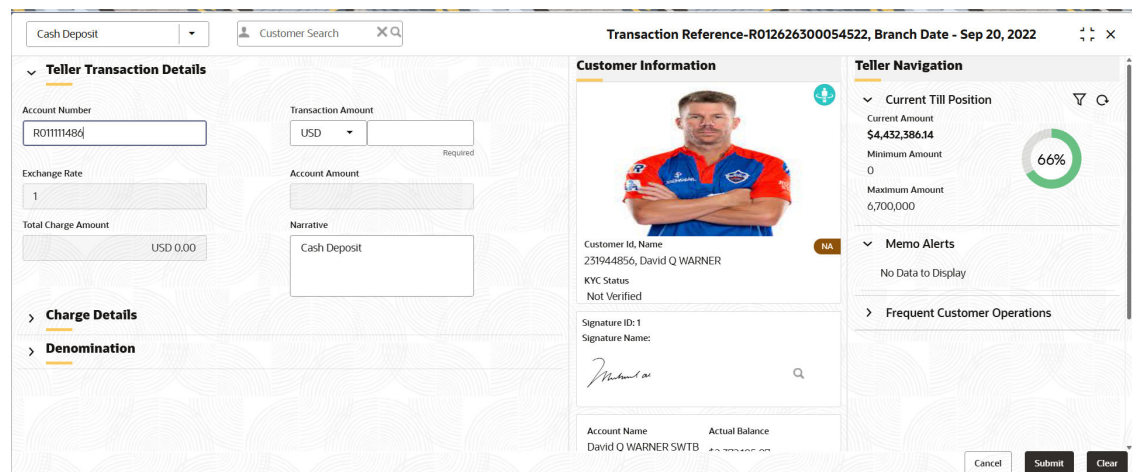 Cash Deposit
Customer Search
Transaction Reference-R012626300054522, Branch Date - Sep 20, 2022
Teller Transaction Details
Account Number
R011111486
Transaction Amount
USD
Required
Exchange Rate
1
Account Amount
Total Charge Amount
USD 0.00
Narrative
Cash Deposit
Charge Details
Denomination
Customer Information
Customer Id, Name
NA
231944856, David Q WARNER
KYC Status
Not Verified
Signature ID: 1
Signature Name:
Account Name
Actual Balance
David Q WARNER SWTB
Teller Navigation
Current Till Position
Current Amount
$4,432,386.14
Minimum Amount
0
66%
Maximum Amount
6,700,000
Memo Alerts
No Data to Display
Frequent Customer Operations
Cancel
Submit
Clear